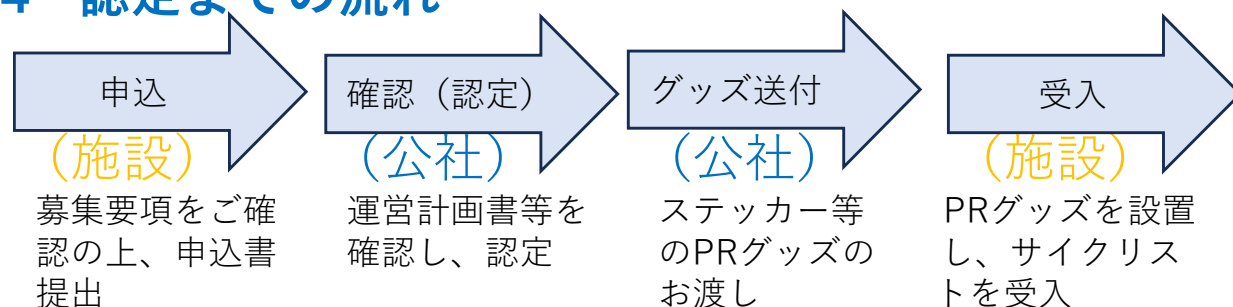 4 認定までの流れ
申込
確認（認定）
グッズ送付
受入
（施設）
（公社）
（公社）
（施設）
募集要項をご確
認の上、申込書
提出
運営計画書等を
確認し、認定
ステッカー等
のPRグッズの
お渡し
PRグッズを設置
し、サイクリス
トを受入